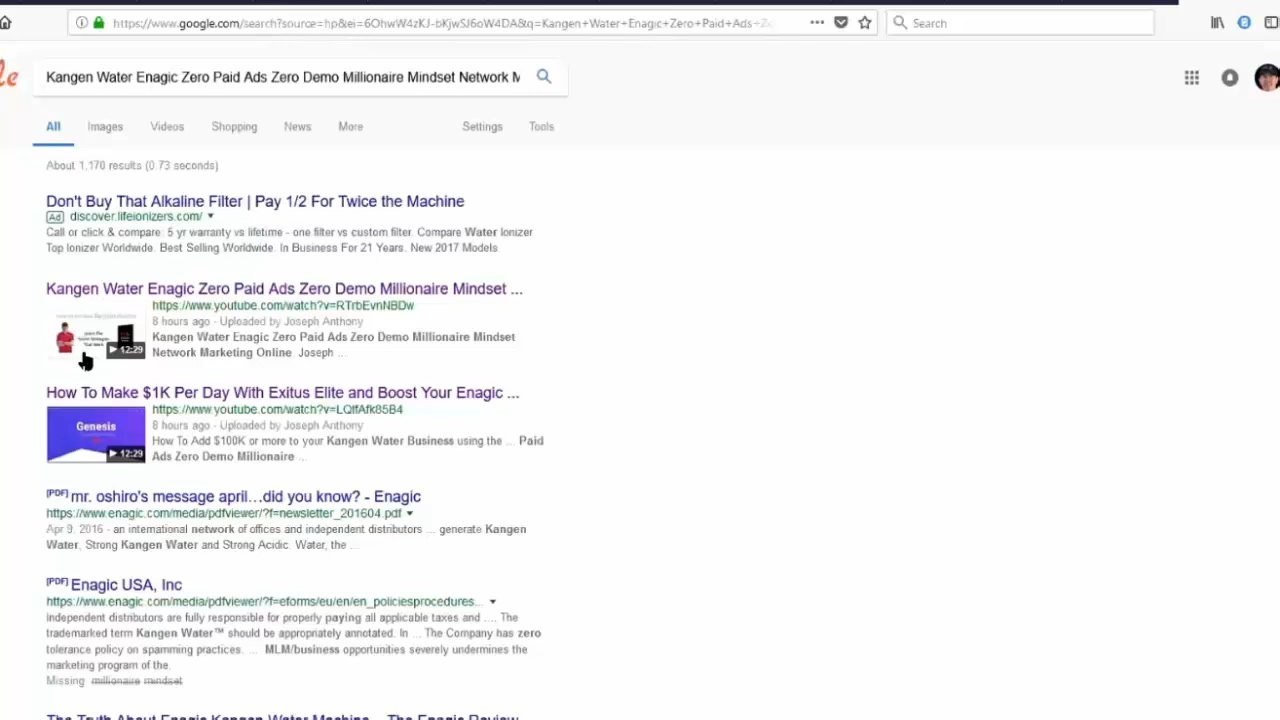 https://www.google.com/search?source=hp&ei=6OhwW4zKJ-bKjwSJ6oW4DA&q=Kangen+Water+Enagic+Zero+Paid+Ads+Ze
Search
le
Kangen Water Enagic Zero Paid Ads Zero Demo Millionaire Mindset Network M
All Images Videos Shopping News More Settings Tools
About 1,170 results (0.73 seconds)
Don't Buy That Alkaline Filter | Pay 1/2 For Twice the Machine
Ad discover.lifeionizers.com/
Call or click & compare: 5 yr warranty vs lifetime - one filter vs custom filter. Compare Water Ionizer
Top Ionizer Worldwide. Best Selling Worldwide. In Business For 21 Years. New 2017 Models
Kangen Water Enagic Zero Paid Ads Zero Demo Millionaire Mindset ...
https://www.youtube.com/watch?v=RTrbEvnNBDw
8 hours ago - Uploaded by Joseph Anthony
Kangen Water Enagic Zero Paid Ads Zero Demo Millionaire Mindset
Network Marketing Online. Joseph ...
12:29
How To Make $1K Per Day With Exitus Elite and Boost Your Enagic ...
https://www.youtube.com/watch?v=LQlfAfk85B4
8 hours ago - Uploaded by Joseph Anthony
How To Add $100K or more to your Kangen Water Business using the ... Paid
Ads Zero Demo Millionaire ...
Genesis
12:29
[PDF] mr. oshiro's message april…did you know? - Enagic
https://www.enagic.com/media/pdfviewer/?f=newsletter_201604.pdf
Apr 9, 2016 - an international network of offices and independent distributors ... generate Kangen
Water, Strong Kangen Water and Strong Acidic. Water, the ...
[PDF] Enagic USA, Inc
https://www.enagic.com/media/pdfviewer/?f=eforms/eu/en/en_policiesprocedures...
Independent distributors are fully responsible for properly paying all applicable taxes and .... The
trademarked term Kangen Water™ should be appropriately annotated. In ... The Company has zero
tolerance policy on spamming practices. ... MLM/business opportunities severely undermines the
marketing program of the.
Missing: millionaire mindset
The Truth About Enagic Kangen Water Machine - The Enagic Review